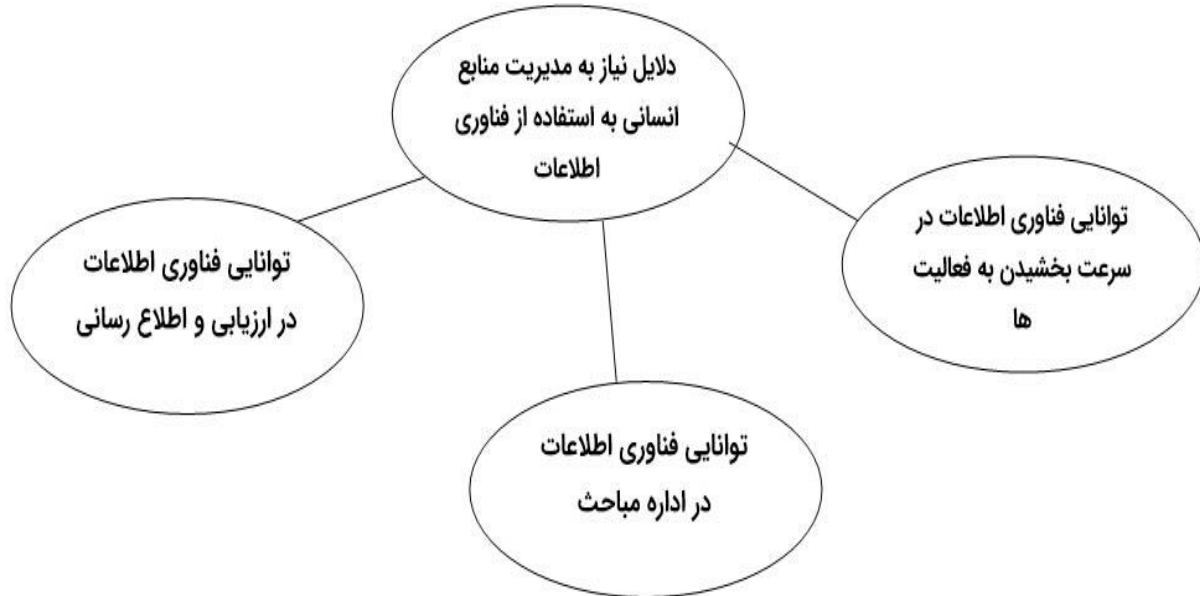 دلایل نیاز به مدیریت منابع
انسانی به استفاده از فناوری
اطلاعات
توانایی فناوری اطلاعات در
سرعت بخشیدن به فعالیت
ها
توانایی فناوری اطلاعات
در اداره مباحث
توانایی فناوری اطلاعات
در ارزیابی و اطلاع رسانی